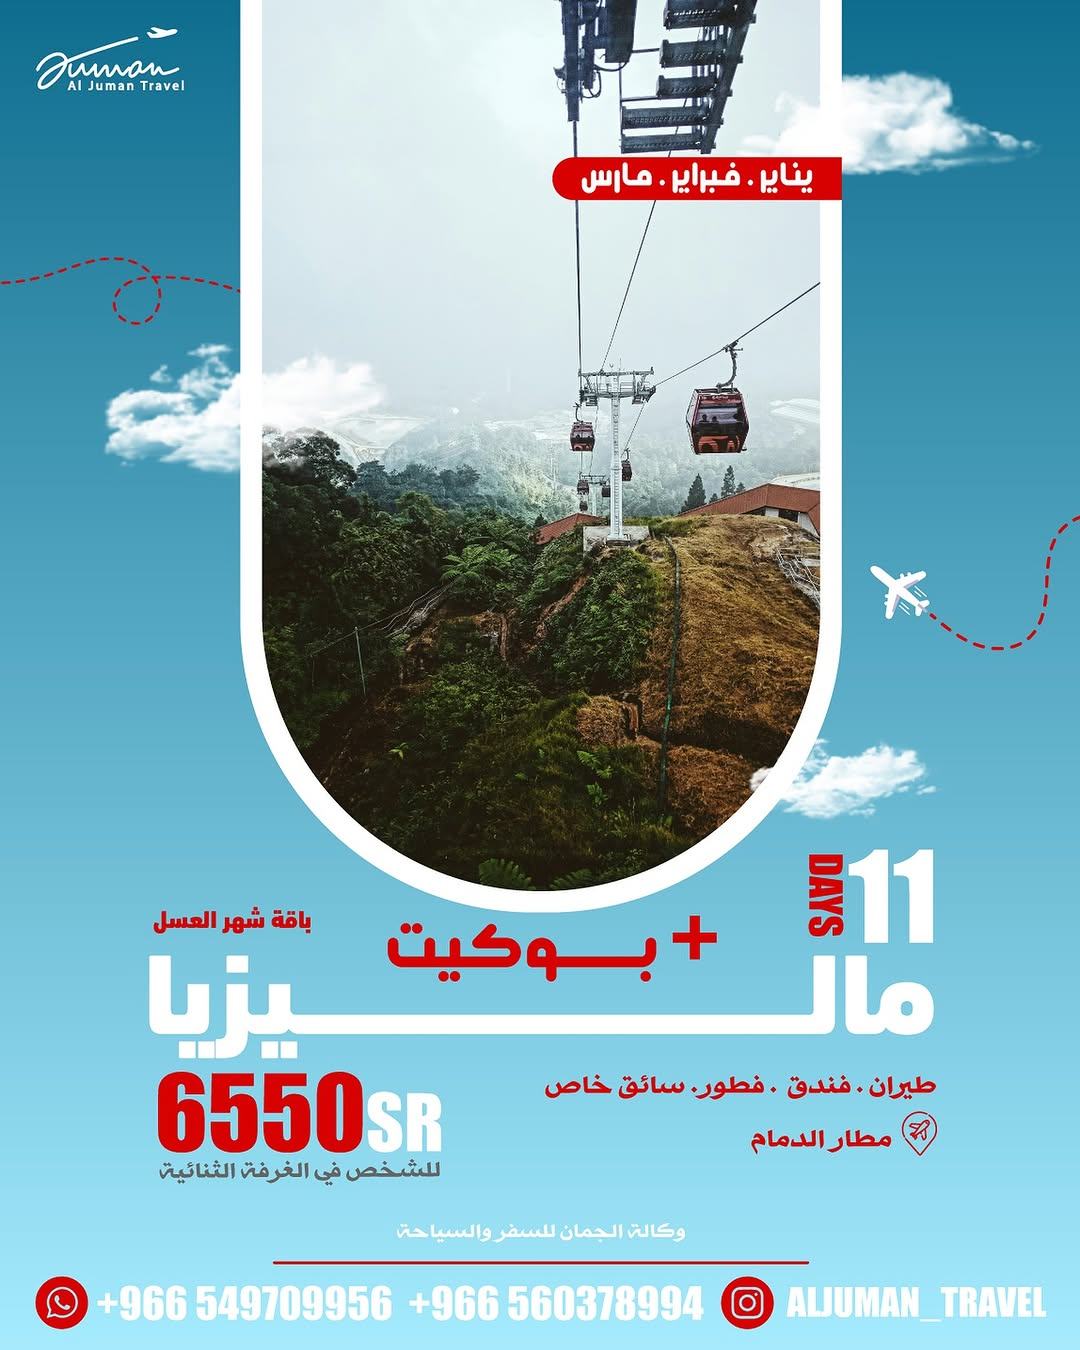 Juman
Al Juman Travel
يناير . فبراير . مارس
11 DAYS
باقة شهر العسل
+ بوكيت
ماليزيا
6550SR
للشخص في الغرفة الثنائية
طيران . فندق . فطور. سائق خاص
مطار الدمام
وكالة الجمان للسفر والسياحة
+966 549709956 +966 560378994 ALJUMAN_TRAVEL